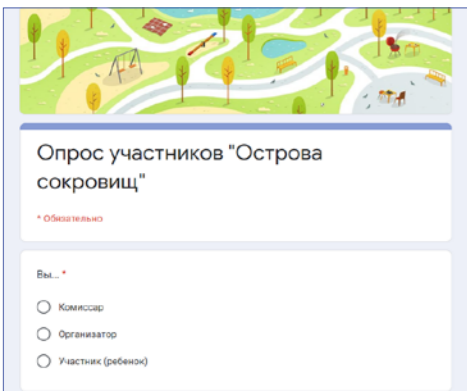 Опрос участников "Острова
сокровищ"
* Обязательно
Вы... *
Комиссар
Организатор
Участник (ребенок)